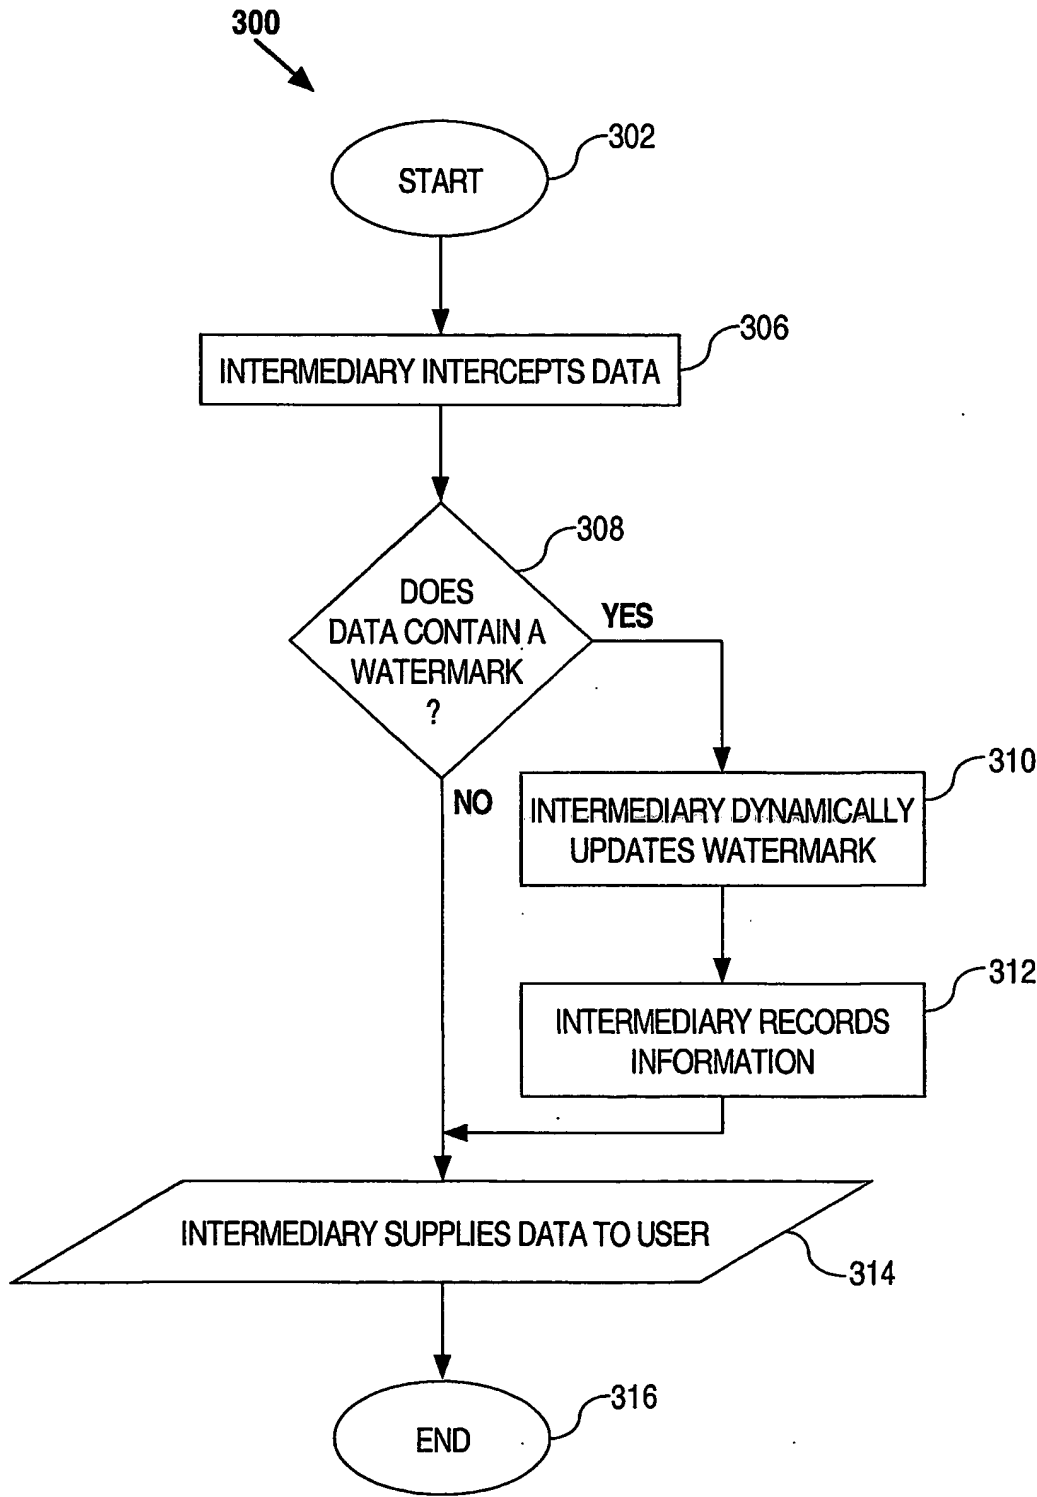 300
302
START
306
INTERMEDIARY INTERCEPTS DATA
308
DOES
DATA CONTAIN A
WATERMARK
?
YES
NO
310
INTERMEDIARY DYNAMICALLY
UPDATES WATERMARK
312
INTERMEDIARY RECORDS
INFORMATION
INTERMEDIARY SUPPLIES DATA TO USER
314
316
END